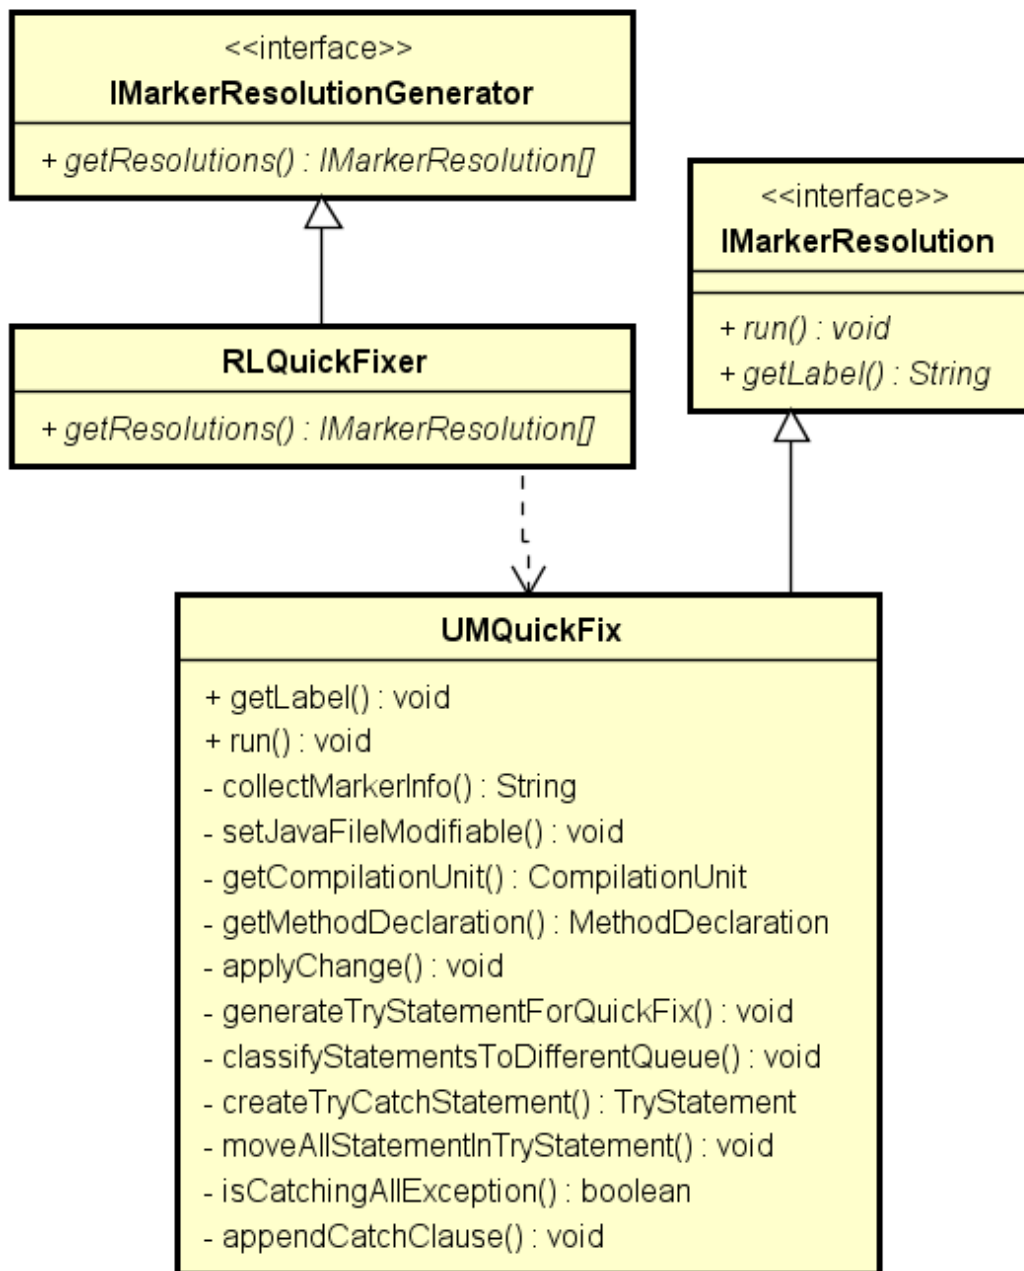 <<interface>>
IMarkerResolutionGenerator
+ getResolutions() : IMarkerResolution[]
<<interface>>
IMarkerResolution
+ run() : void
+ getLabel() : String
RLQuickFixer
+ getResolutions() : IMarkerResolution[]
UMQuickFix
+ getLabel() : void
+ run() : void
- collectMarkerInfo() : String
- setJavaFileModifiable() : void
- getCompilationUnit() : CompilationUnit
- getMethodDeclaration() : MethodDeclaration
- applyChange() : void
- generateTryStatementForQuickFix() : void
- classifyStatementsToDifferentQueue() : void
- createTryCatchStatement() : TryStatement
- moveAllStatementInTryStatement() : void
- isCatchingAllException() : boolean
- appendCatchClause() : void